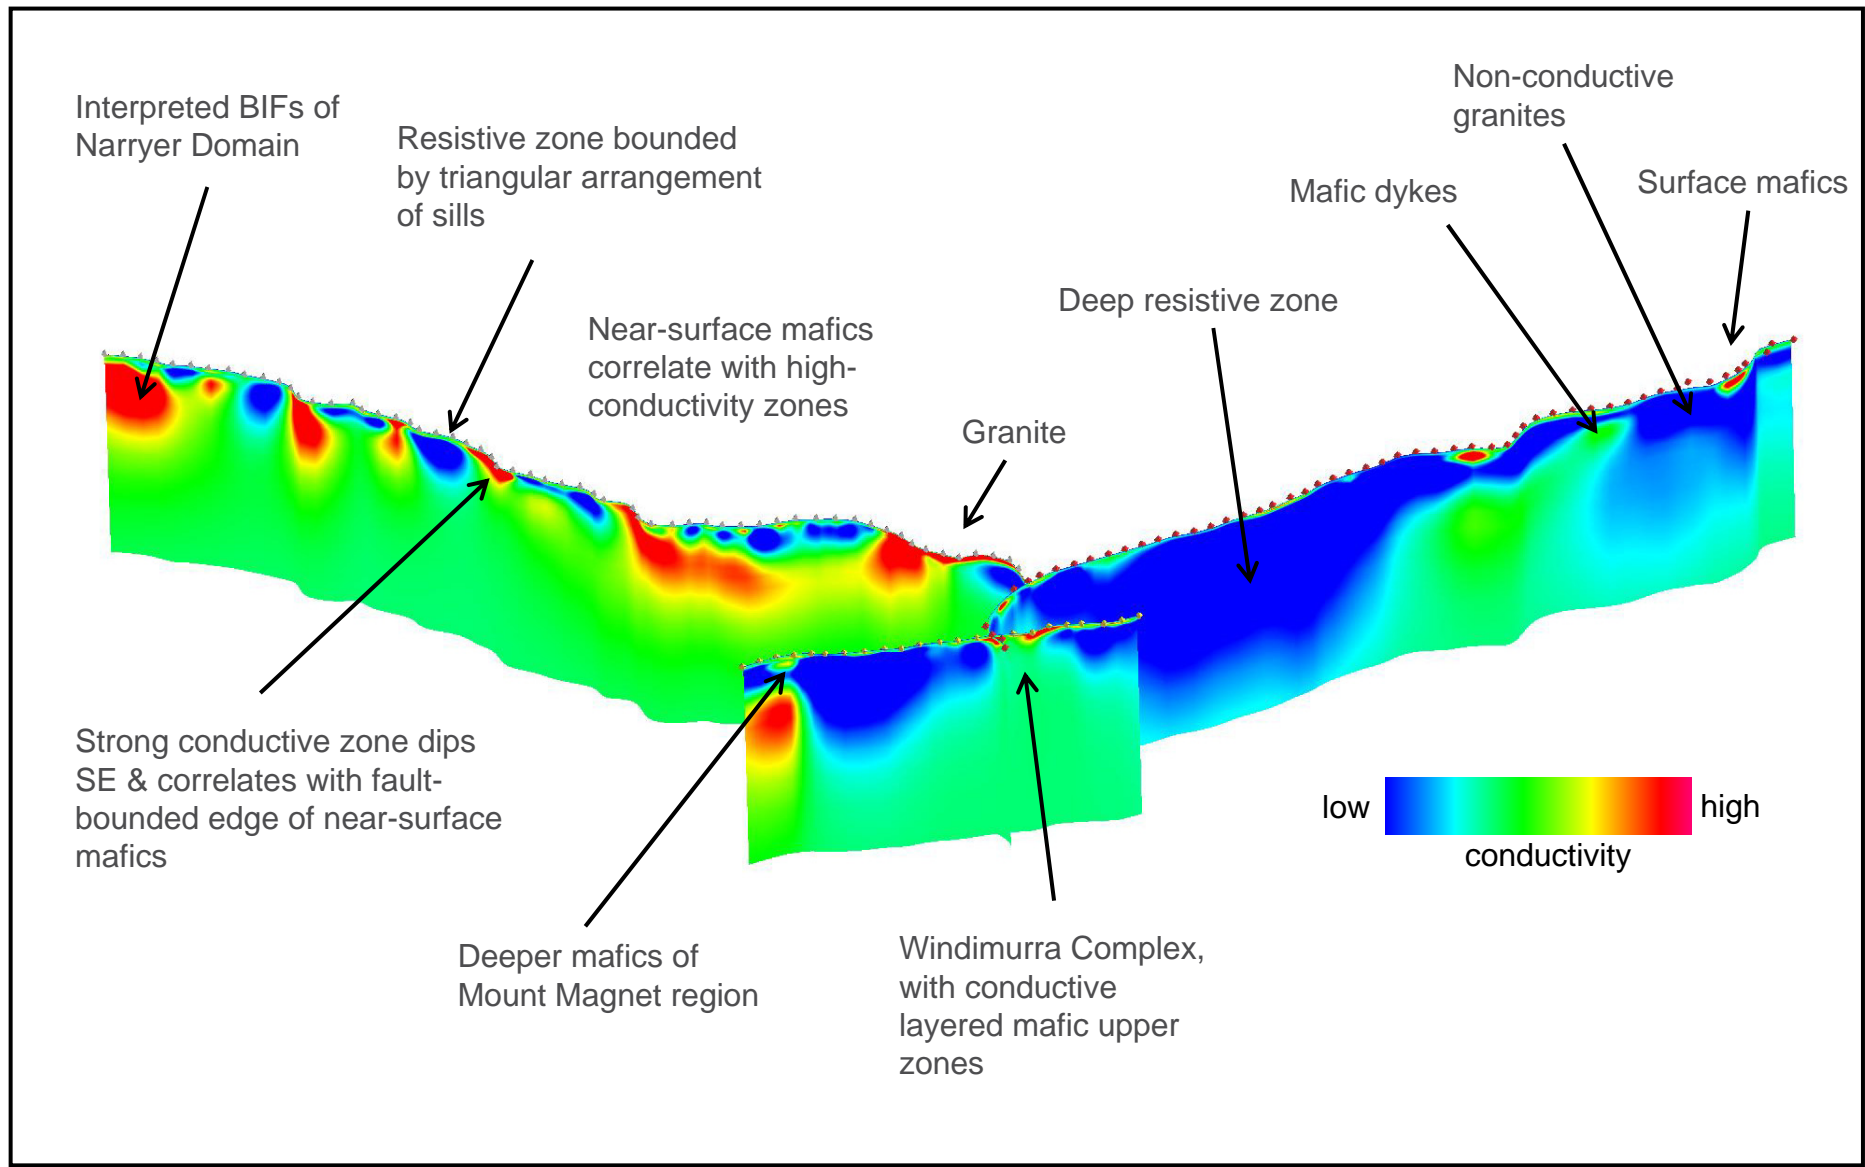 Interpreted BIFs of
Narryer Domain
Resistive zone bounded
by triangular arrangement
of sills
Near-surface mafics
correlate with high-
conductivity zones
Granite
Deep resistive zone
Mafic dykes
Non-conductive
granites
Surface mafics
Strong conductive zone dips
SE & correlates with fault-
bounded edge of near-surface
mafics
Deeper mafics of
Mount Magnet region
Windimurra Complex,
with conductive
layered mafic upper
zones
low
high
conductivity